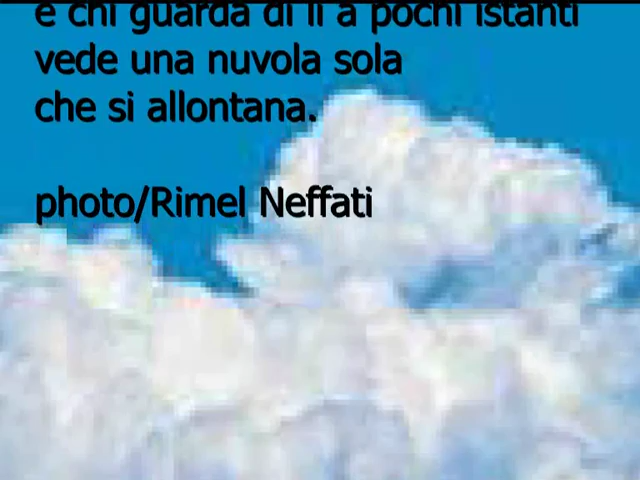 e chi guarda di lì a pochi istanti
vede una nuvola sola
che si allontana.
photo/Rimel Neffati